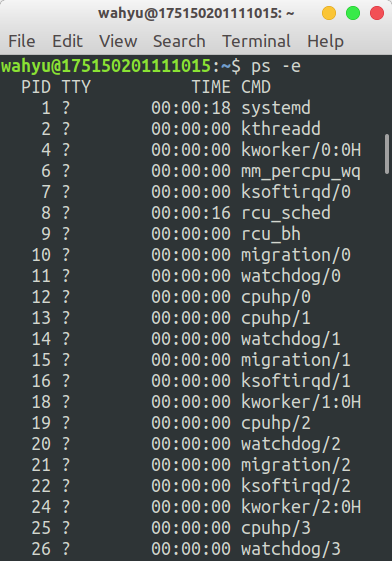 wahyu@175150201111015: ~
File Edit View Search Terminal Help
wahyu@175150201111015:~$ ps -e
PID TTY TIME CMD
1 ? 00:00:18 systemd
2 ? 00:00:00 kthreadd
4 ? 00:00:00 kworker/0:0H
6 ? 00:00:00 mm_percpu_wq
7 ? 00:00:00 ksoftirqd/0
8 ? 00:00:16 rcu_sched
9 ? 00:00:00 rcu_bh
10 ? 00:00:00 migration/0
11 ? 00:00:00 watchdog/0
12 ? 00:00:00 cpuhp/0
13 ? 00:00:00 cpuhp/1
14 ? 00:00:00 watchdog/1
15 ? 00:00:00 migration/1
16 ? 00:00:00 ksoftirqd/1
18 ? 00:00:00 kworker/1:0H
19 ? 00:00:00 cpuhp/2
20 ? 00:00:00 watchdog/2
21 ? 00:00:00 migration/2
22 ? 00:00:00 ksoftirqd/2
24 ? 00:00:00 kworker/2:0H
25 ? 00:00:00 cpuhp/3
26 ? 00:00:00 watchdog/3